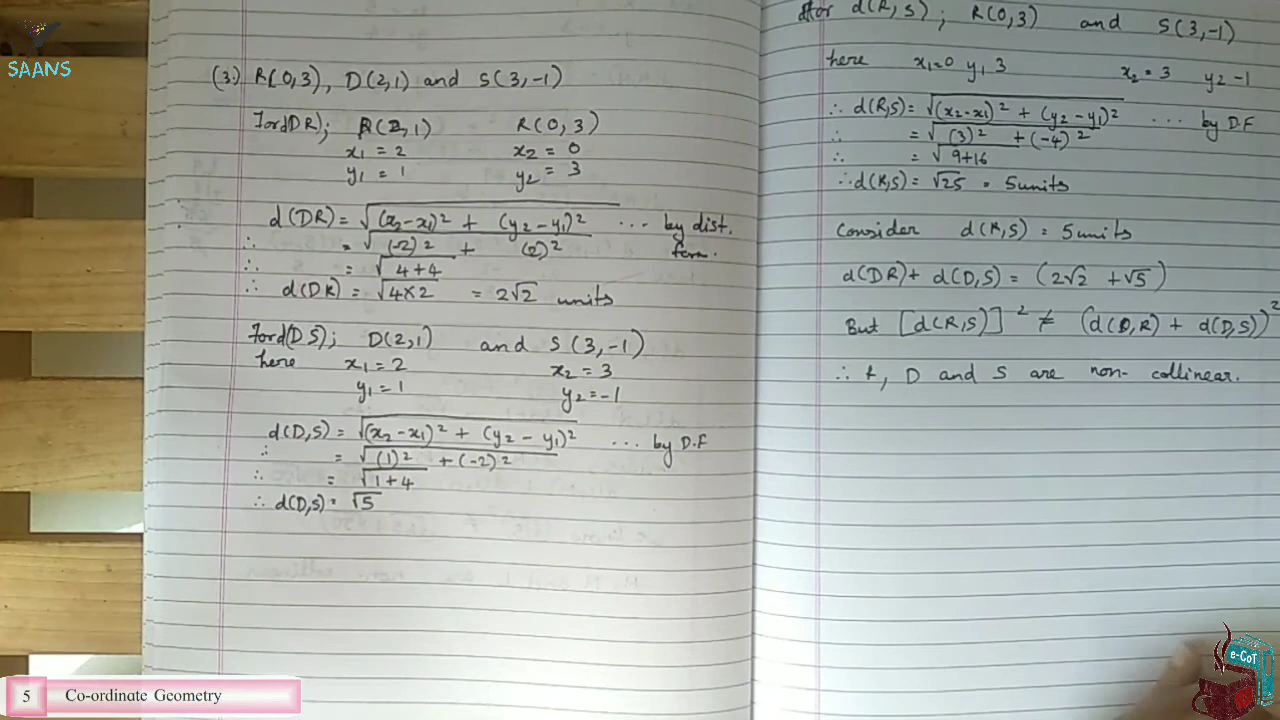 SAANS
(3.) R(0,3), D(2,1) and S(3,-1)
For d(DR); R(2,1) R(0,3)
x₁ = 2 x₂ = 0
y₁ = 1 y₂ = 3
d(DR) = √(x₂-x₁)² + (y₂-y₁)² ... by dist. form.
∴ = √(-2)² + (2)²
∴ = √4+4
∴ d(DR) = √4×2 = 2√2 units
For d(DS); D(2,1) and S(3,-1)
here x₁=2 x₂=3
y₁=1 y₂=-1
d(D,S) = √(x₂-x₁)² + (y₂-y₁)² ... by D.F
∴ = √(1)² +(-2)²
∴ = √1+4
∴ d(D,S) = √5
For d(R,S); R(0,3) and S(3,-1)
here x₁=0 y₁ 3 x₂=3 y₂-1
∴ d(R,S) = √(x₂-x₁)² + (y₂-y₁)² ... by D.F
∴ = √(3)² +(-4)²
∴ = √9+16
∴ d(R,S) = √25 = 5units
Consider d(R,S) = 5units
d(DR)+ d(D,S) = (2√2 +√5)
But [d(R,S)]² ≠ (d(D,R) + d(D,S))²
∴ R, D and S are non-collinear.
e-CoT
5 Co-ordinate Geometry